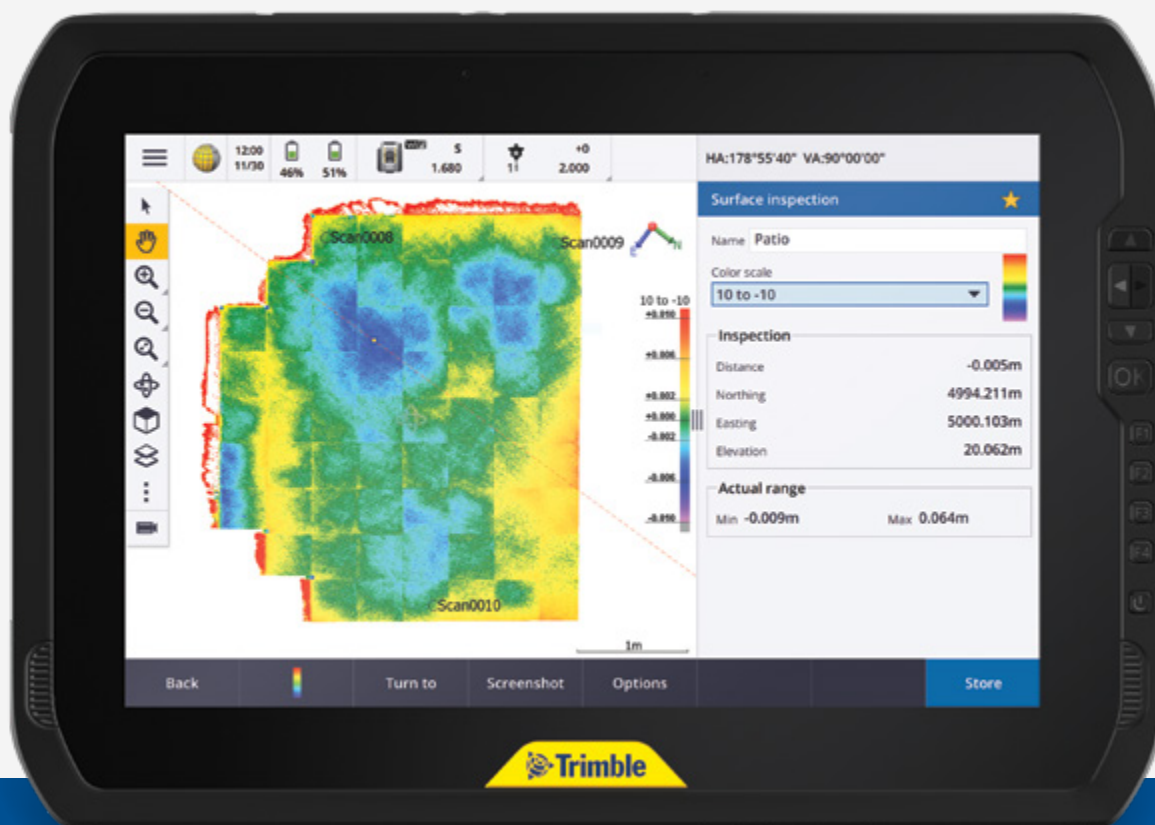 12:00
11/30
46%
51%
S
1.680
1
+0
2.000
HA:178°55'40" VA:90°00'00"
Surface inspection
Name Patio
Color scale
10 to -10
Inspection
Distance -0.005m
Northing 4994.211m
Easting 5000.103m
Elevation 20.062m
Actual range
Min -0.009m Max 0.064m
Scan0008
Scan0009
E
N
10 to -10
+0.006
+0.002
+0.000
-0.002
-0.006
Scan0010
1m
Back
Turn to
Screenshot
Options
Store
OK
F1
F2
F3
F4
Trimble